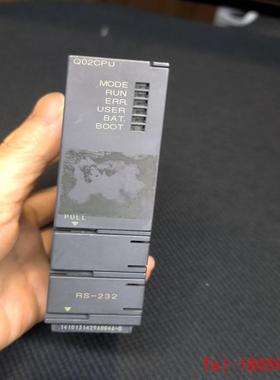 Q02CPU
MODE
RUN
ERR.
USER
BAT.
BOOT
PULL
RS-232